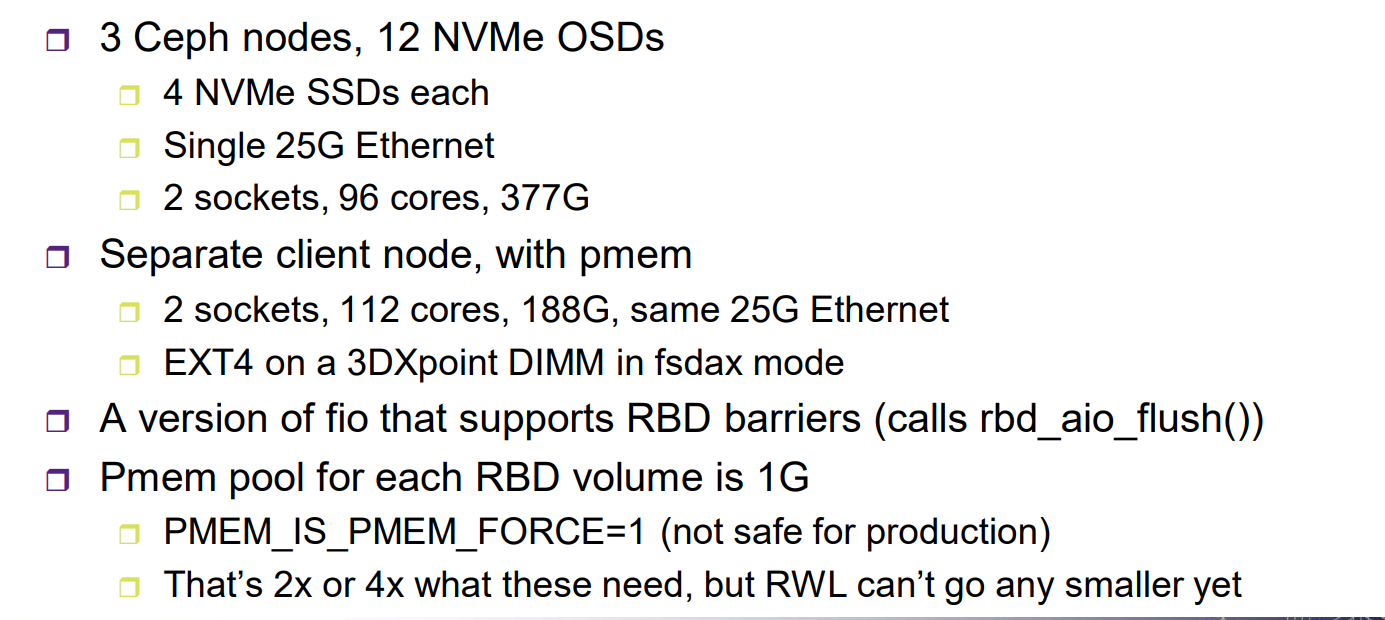 3 Ceph nodes, 12 NVMe OSDs
4 NVMe SSDs each
Single 25G Ethernet
2 sockets, 96 cores, 377G
Separate client node, with pmem
2 sockets, 112 cores, 188G, same 25G Ethernet
EXT4 on a 3DXpoint DIMM in fsdax mode
A version of fio that supports RBD barriers (calls rbd_aio_flush())
Pmem pool for each RBD volume is 1G
PMEM_IS_PMEM_FORCE=1 (not safe for production)
That’s 2x or 4x what these need, but RWL can’t go any smaller yet